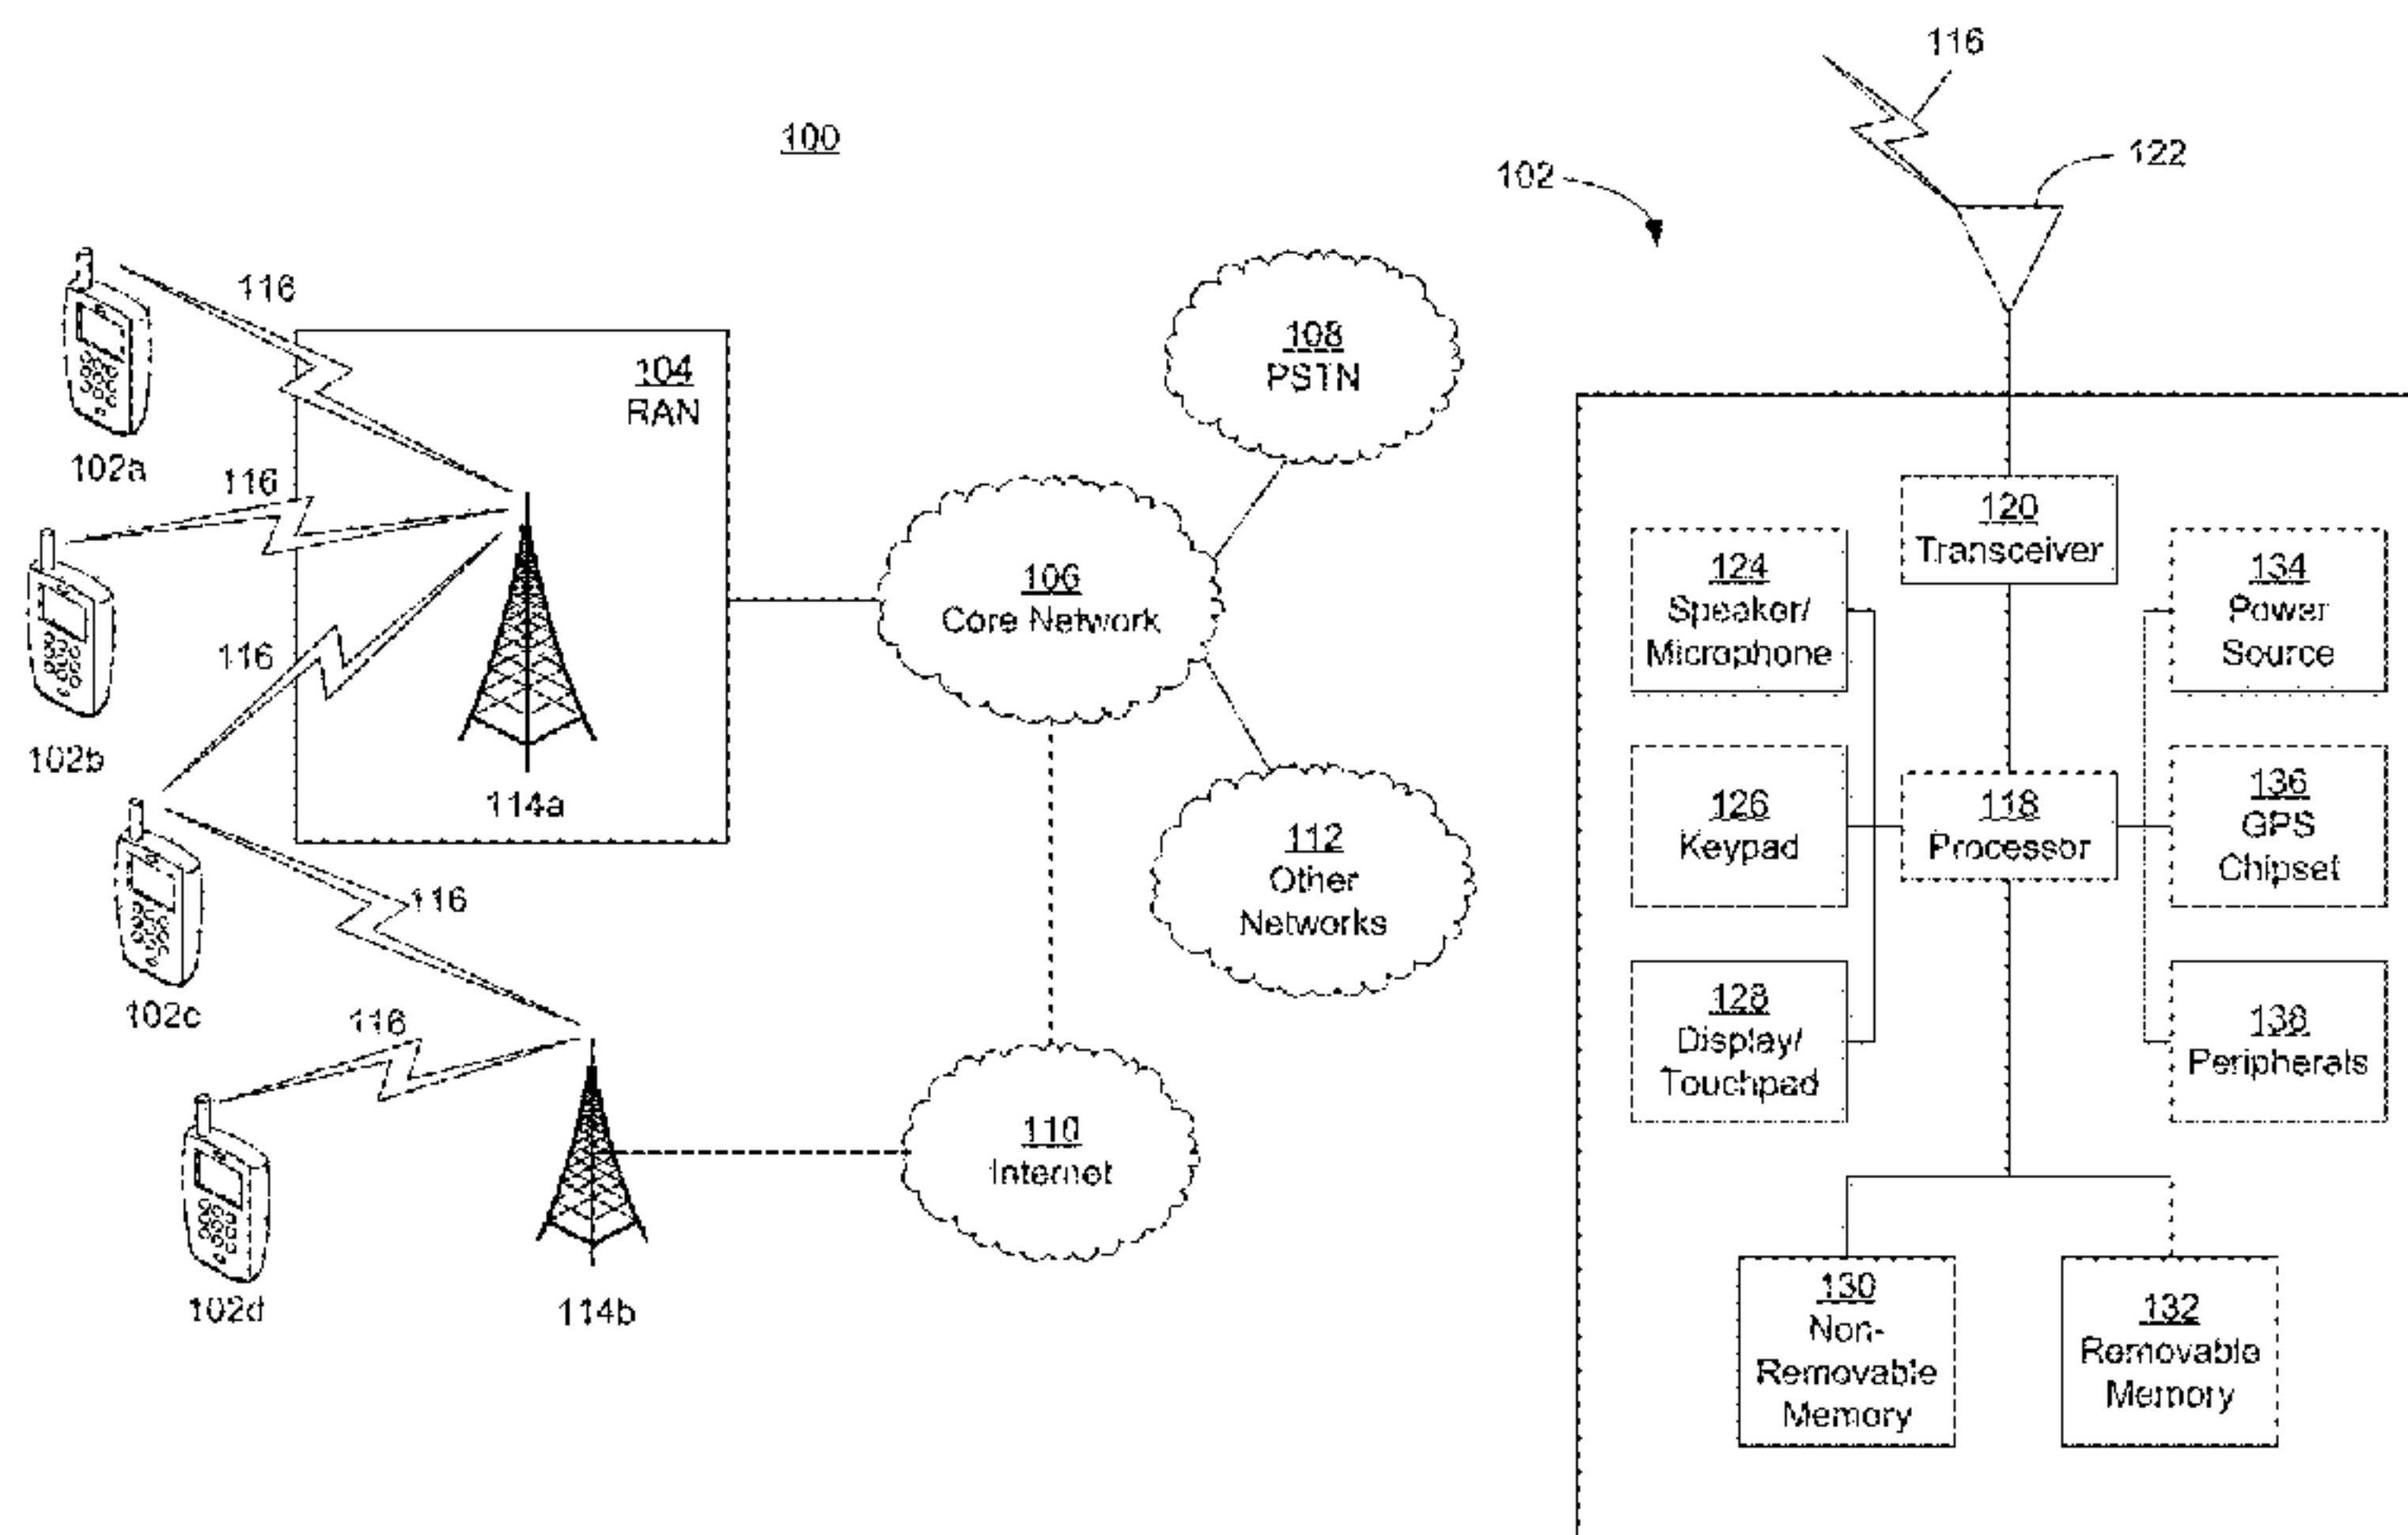 100
116
102a
116
102b
116
102c
116
116
102d
104
RAN
114a
114b
106
Core Network
108
PSTN
112
Other
Networks
110
Internet
102
116
122
120
Transceiver
124
Speaker/
Microphone
134
Power
Source
126
Keypad
118
Processor
136
GPS
Chipset
128
Display/
Touchpad
138
Peripherals
130
Non-
Removable
Memory
132
Removable
Memory